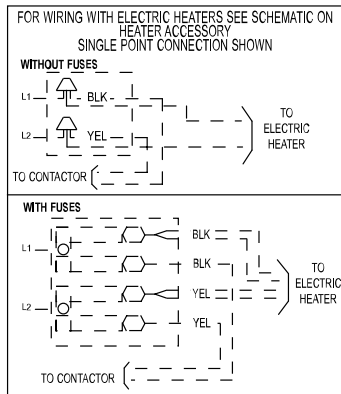 FOR WIRING WITH ELECTRIC HEATERS SEE SCHEMATIC ON
HEATER ACCESSORY
SINGLE POINT CONNECTION SHOWN
WITHOUT FUSES
L1
BLK
TO
ELECTRIC
HEATER
L2
YEL
TO CONTACTOR
WITH FUSES
BLK
L1
BLK
TO
ELECTRIC
HEATER
YEL
L2
YEL
TO CONTACTOR